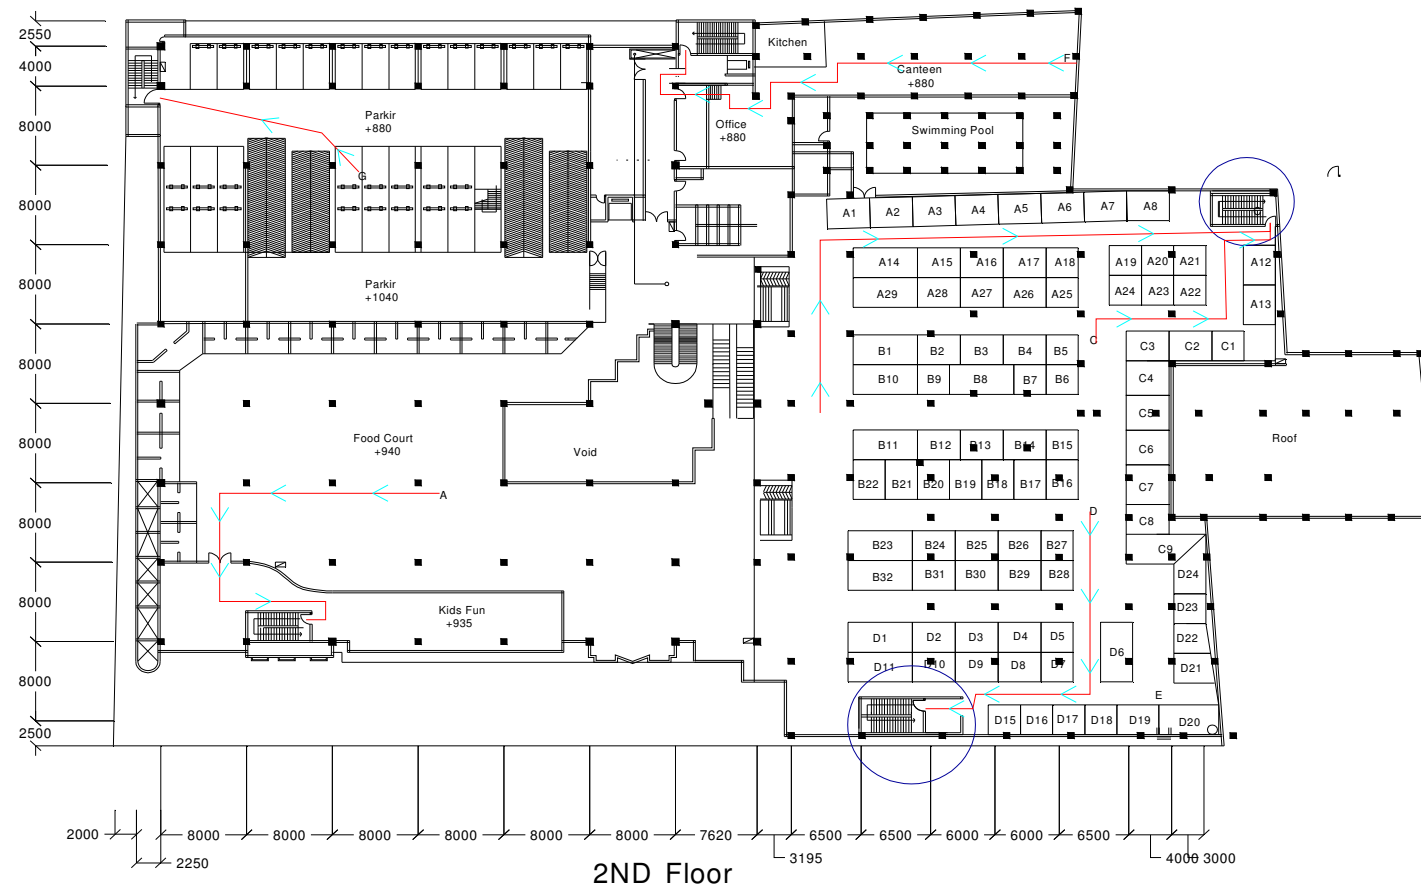 2550
4000
8000
8000
8000
8000
8000
8000
8000
8000
2500
Kitchen
F
Canteen
+880
Parkir
+880
Office
+880
Swimming Pool
G
A1 A2 A3 A4 A5 A6 A7 A8
A14 A15 A16 A17 A18
A19 A20 A21
A12
A29 A28 A27 A26 A25
A24 A23 A22
A13
Parkir
+1040
C
B1 B2 B3 B4 B5
C3 C2 C1
B10 B9 B8 B7 B6
C4
C5
Food Court
+940
Void
B11 B12 B13 B14 B15
C6
Roof
B22 B21 B20 B19 B18 B17 B16
C7
A
D
C8
B23 B24 B25 B26 B27
C9
B32 B31 B30 B29 B28
D24
D23
Kids Fun
+935
D1 D2 D3 D4 D5
D22
D6
D11 D10 D9 D8 D7
D21
E
D15 D16 D17 D18 D19 D20
2000 8000 8000 8000 8000 8000 8000 7620 6500 6500 6000 6000 6500
2250
3195
4000 3000
2ND Floor